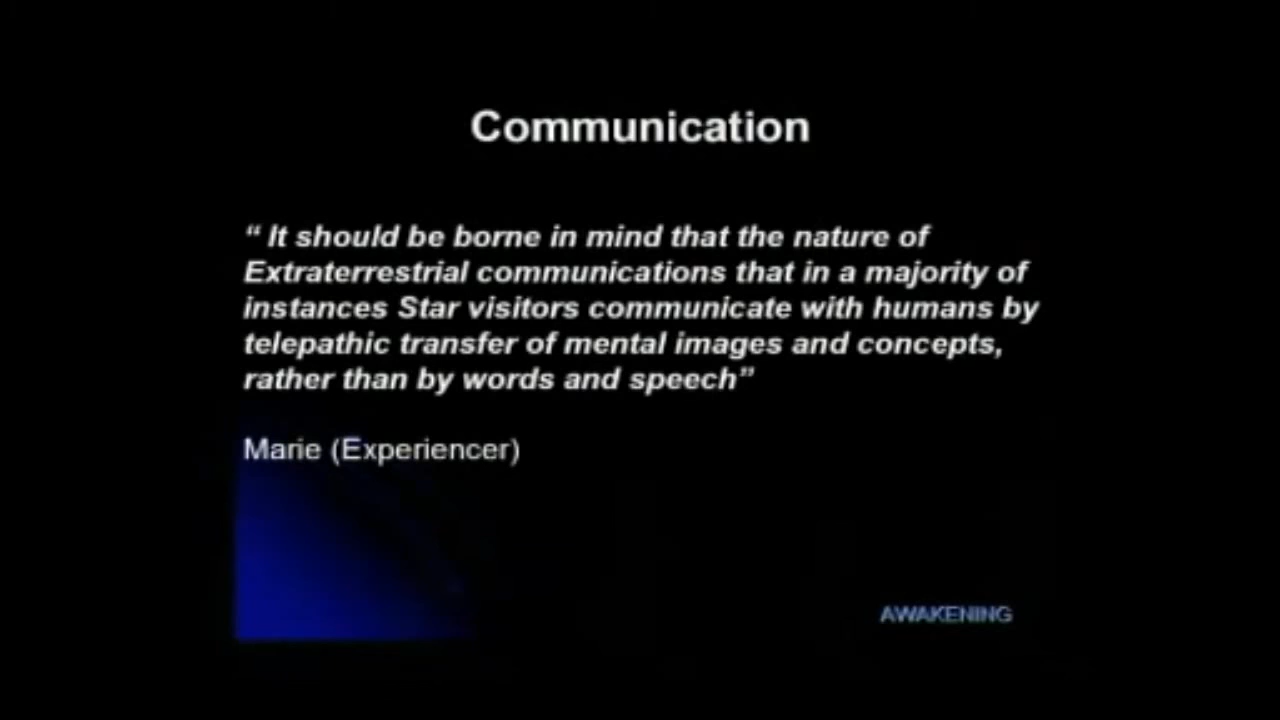 Communication
“ It should be borne in mind that the nature of
Extraterrestrial communications that in a majority of
instances Star visitors communicate with humans by
telepathic transfer of mental images and concepts,
rather than by words and speech”
Marie (Experiencer)
AWAKENING